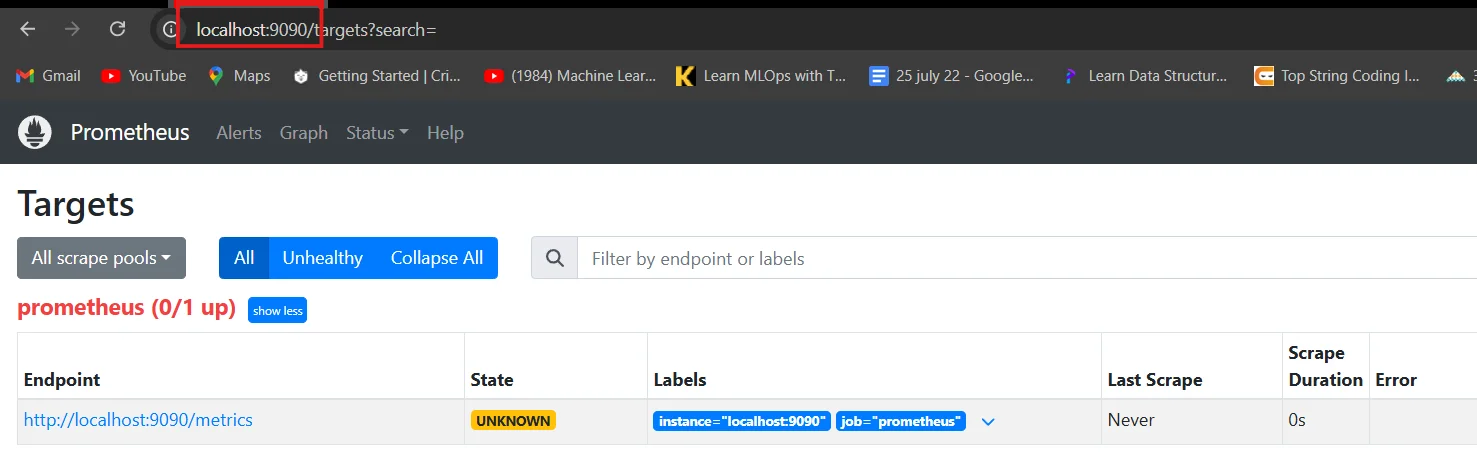 localhost:9090/targets?search=
Gmail YouTube Maps Getting Started | Cri... (1984) Machine Lear... Learn MLOps with T... 25 july 22 - Google... Learn Data Structur... Top String Coding I... 3
Prometheus Alerts Graph Status Help
Targets
All scrape pools All Unhealthy Collapse All Filter by endpoint or labels
prometheus (0/1 up) show less
Endpoint State Labels Last Scrape Scrape Duration Error
http://localhost:9090/metrics UNKNOWN instance="localhost:9090" job="prometheus" Never 0s